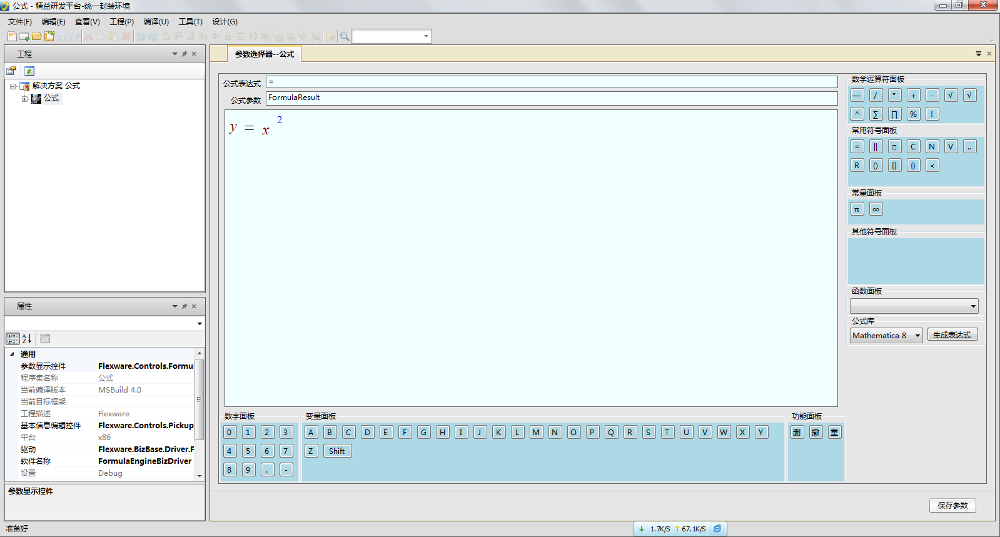 公式 - 精益研发平台-统一封装环境
文件(F) 编辑(E) 查看(V) 工程(P) 编译(U) 工具(T) 设计(G)
工程
解决方案 公式
公式
属性
通用
参数显示控件 Flexware.Controls.Formu
程序集名称 公式
当前编译版本 MSBuild 4.0
当前目标框架
工程描述 Flexware
基本信息编辑控件 Flexware.Controls.Pickup
平台 x86
驱动 Flexware.BizBase.Driver.F
软件名称 FormulaEngineBizDriver
设置 Debug
参数显示控件
参数选择器--公式
公式表达式 =
公式参数 FormulaResult
y = x 2
数字面板
0 1 2 3
4 5 6 7
8 9 . -
变量面板
A B C D E F G H I J K L M N O P Q R S T U V W X Y
Z Shift
功能面板
删 撤 重
数学运算符面板
— / * + - √ √
^ ∑ ∏ % !
常用符号面板
= || □ C N V ..
R () [] {} <
常量面板
π ∞
其他符号面板
函数面板
公式库
Mathematica 8 生成表达式
保存参数
准备好
1.7K/S 67.1K/S